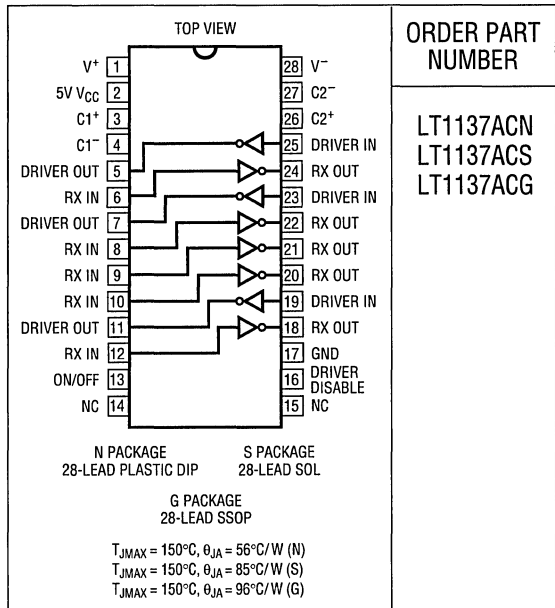 TOP VIEW
V+ 1
5V VCC 2
C1+ 3
C1− 4
DRIVER OUT 5
RX IN 6
DRIVER OUT 7
RX IN 8
RX IN 9
RX IN 10
DRIVER OUT 11
RX IN 12
ON/OFF 13
NC 14
28 V−
27 C2−
26 C2+
25 DRIVER IN
24 RX OUT
23 DRIVER IN
22 RX OUT
21 RX OUT
20 RX OUT
19 DRIVER IN
18 RX OUT
17 GND
16 DRIVER
DISABLE
15 NC
N PACKAGE
28-LEAD PLASTIC DIP
S PACKAGE
28-LEAD SOL
G PACKAGE
28-LEAD SSOP
TJMAX = 150°C, θJA = 56°C/W (N)
TJMAX = 150°C, θJA = 85°C/W (S)
TJMAX = 150°C, θJA = 96°C/W (G)
ORDER PART
NUMBER
LT1137ACN
LT1137ACS
LT1137ACG